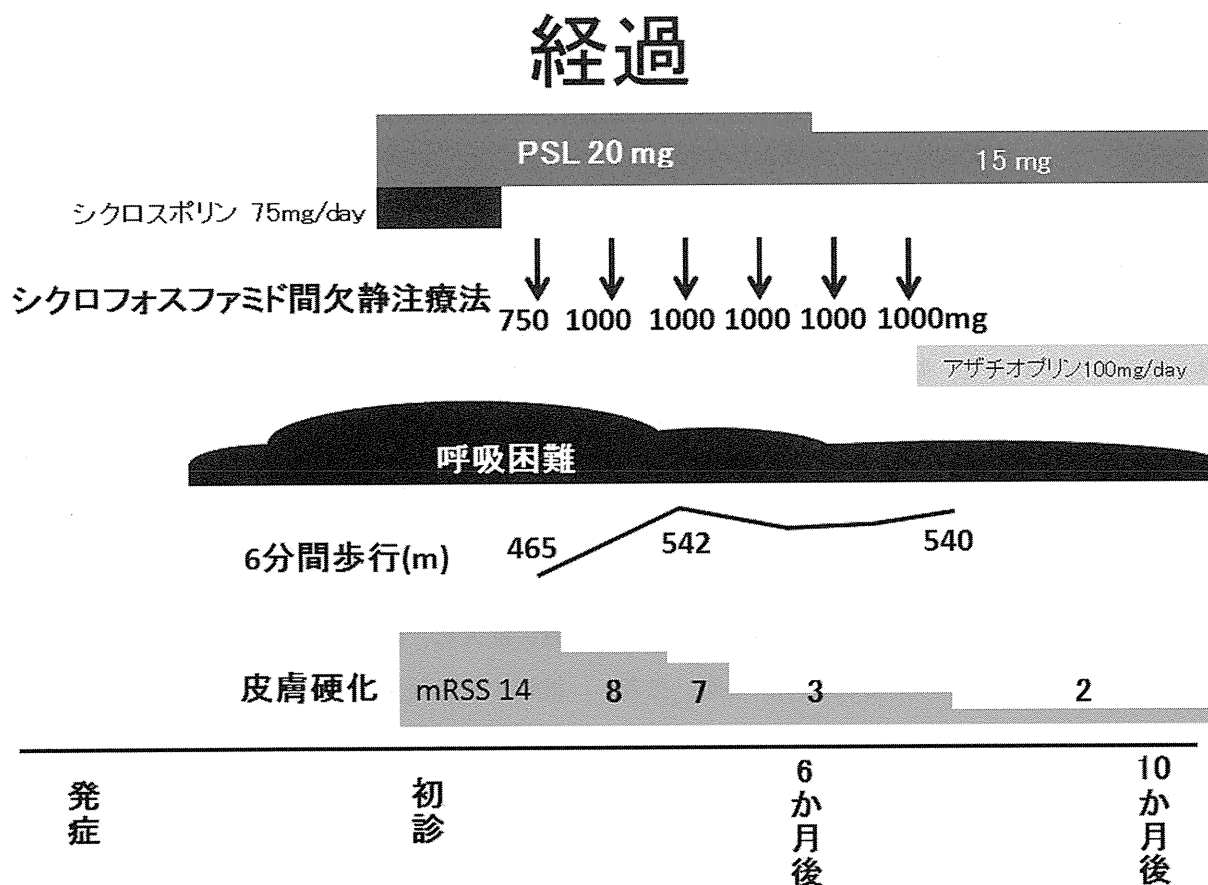 経過
PSL 20 mg
15 mg
シクロスポリン 75mg/day
シクロフォスファミド間欠静注療法
750 1000 1000 1000 1000 1000mg
アザチオプリン100mg/day
呼吸困難
6分間歩行(m)
465
542
540
皮膚硬化
mRSS 14
8
7
3
2
発症
初診
6か月後
10か月後